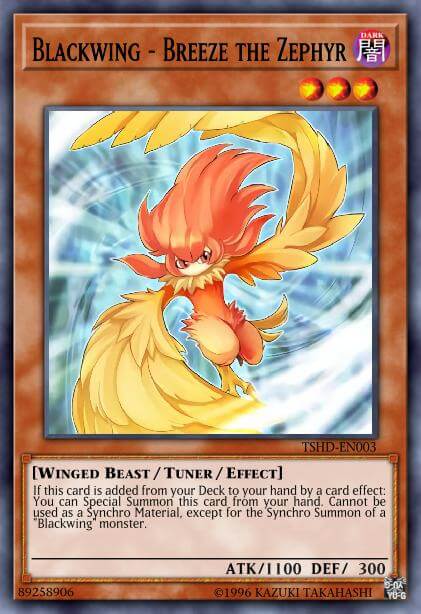 Blackwing - Breeze the Zephyr
DARK
闇
TSHD-EN003
[Winged Beast / Tuner / Effect]
If this card is added from your Deck to your hand by a card effect:
You can Special Summon this card from your hand. Cannot be
used as a Synchro Material, except for the Synchro Summon of a
"Blackwing" monster.
ATK/1100 DEF/ 300
89258906
©1996 KAZUKI TAKAHASHI